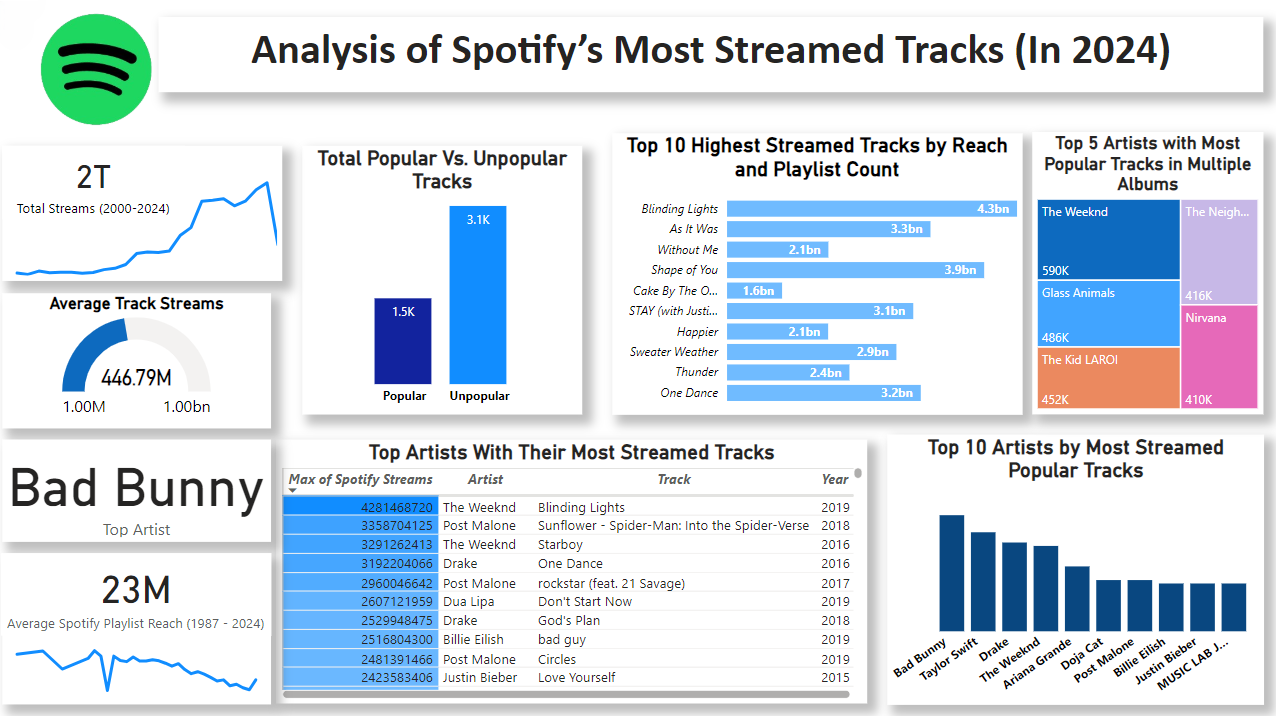 Analysis of Spotify’s Most Streamed Tracks (In 2024)
2T
Total Streams (2000-2024)
Average Track Streams
446.79M
1.00M 1.00bn
Bad Bunny
Top Artist
23M
Average Spotify Playlist Reach (1987 - 2024)
Total Popular Vs. Unpopular
Tracks
1.5K
3.1K
Popular Unpopular
Top 10 Highest Streamed Tracks by Reach
and Playlist Count
Blinding Lights 4.3bn
As It Was 3.3bn
Without Me 2.1bn
Shape of You 3.9bn
Cake By The O... 1.6bn
STAY (with Justi... 3.1bn
Happier 2.1bn
Sweater Weather 2.9bn
Thunder 2.4bn
One Dance 3.2bn
Top 5 Artists with Most
Popular Tracks in Multiple
Albums
The Weeknd
590K
Glass Animals
486K
The Kid LAROI
452K
The Neigh...
416K
Nirvana
410K
Top Artists With Their Most Streamed Tracks
Max of Spotify Streams Artist Track Year
4281468720 The Weeknd Blinding Lights 2019
3358704125 Post Malone Sunflower - Spider-Man: Into the Spider-Verse 2018
3291262413 The Weeknd Starboy 2016
3192204066 Drake One Dance 2016
2960046642 Post Malone rockstar (feat. 21 Savage) 2017
2607121959 Dua Lipa Don't Start Now 2019
2529948475 Drake God's Plan 2018
2516804300 Billie Eilish bad guy 2019
2481391466 Post Malone Circles 2019
2423583406 Justin Bieber Love Yourself 2015
Top 10 Artists by Most Streamed
Popular Tracks
Bad Bunny
Taylor Swift
Drake
The Weeknd
Ariana Grande
Doja Cat
Post Malone
Billie Eilish
Justin Bieber
MUSIC LAB J...